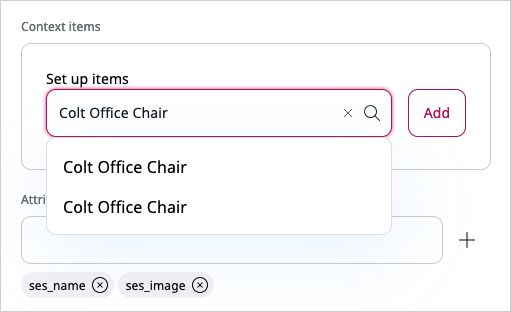 Context items
Set up items
Colt Office Chair
Add
Colt Office Chair
Colt Office Chair
Attri
ses_name
ses_image